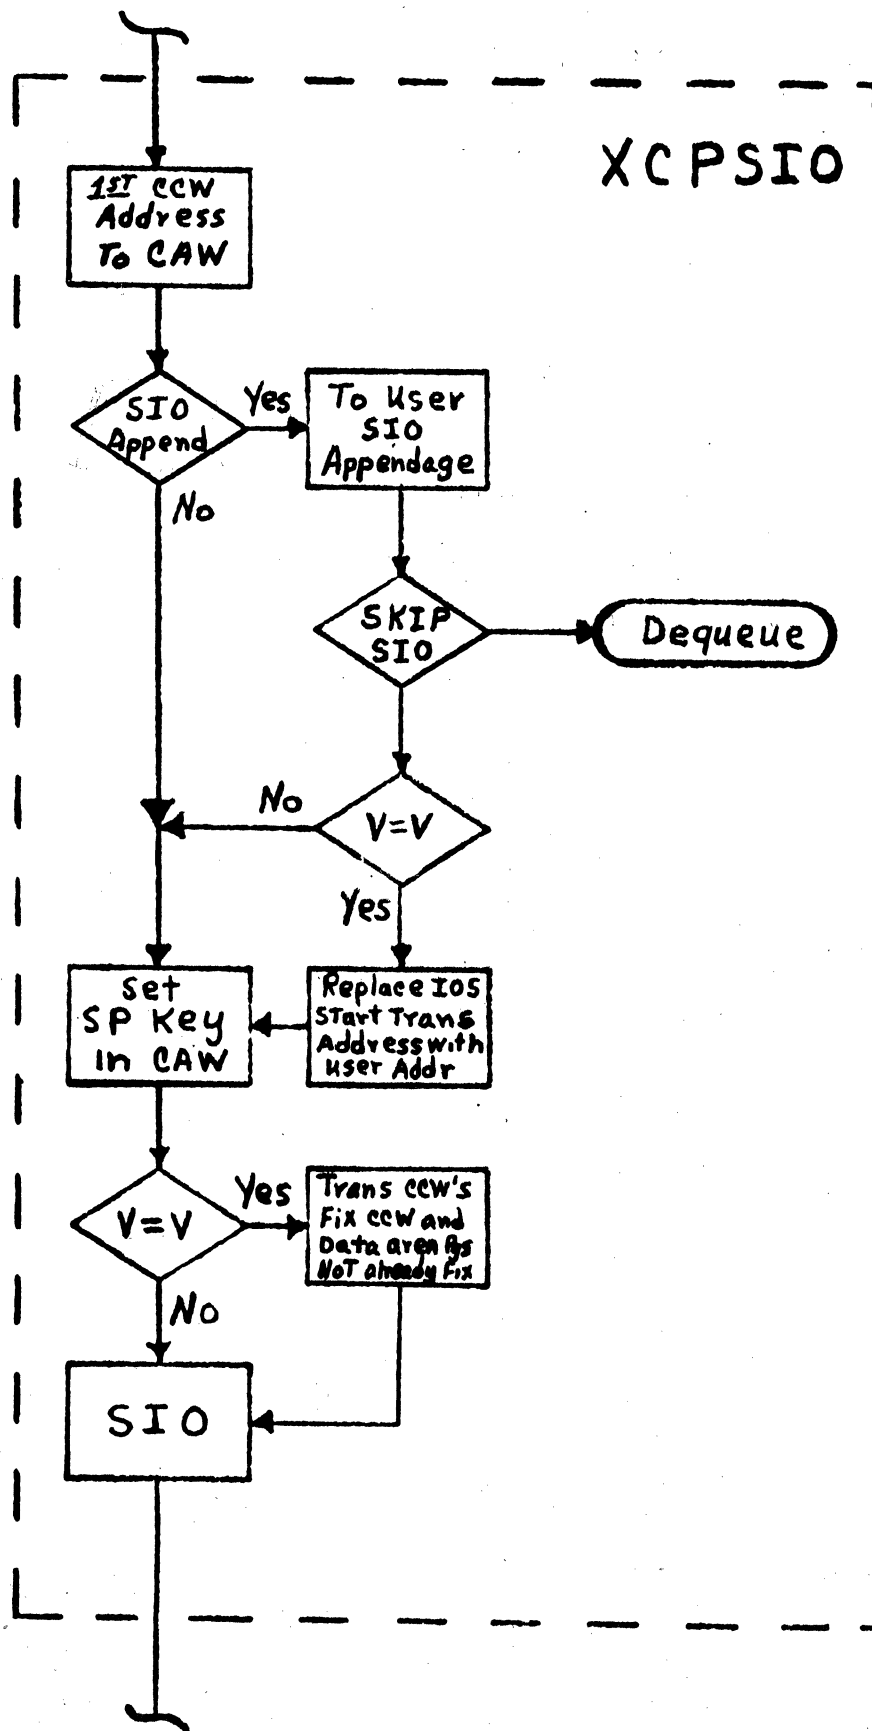 XCPSIO
1ST CCW
Address
To CAW
SIO
Append
Yes
No
To User
SIO
Appendage
SKIP
SIO
Dequeue
V=V
No
Yes
Set
SP Key
In CAW
Replace IOS
Start Trans
Address with
User Addr
V=V
Yes
No
Trans CCW's
Fix CCW and
Data area Pgs
NOT already Fix
SIO